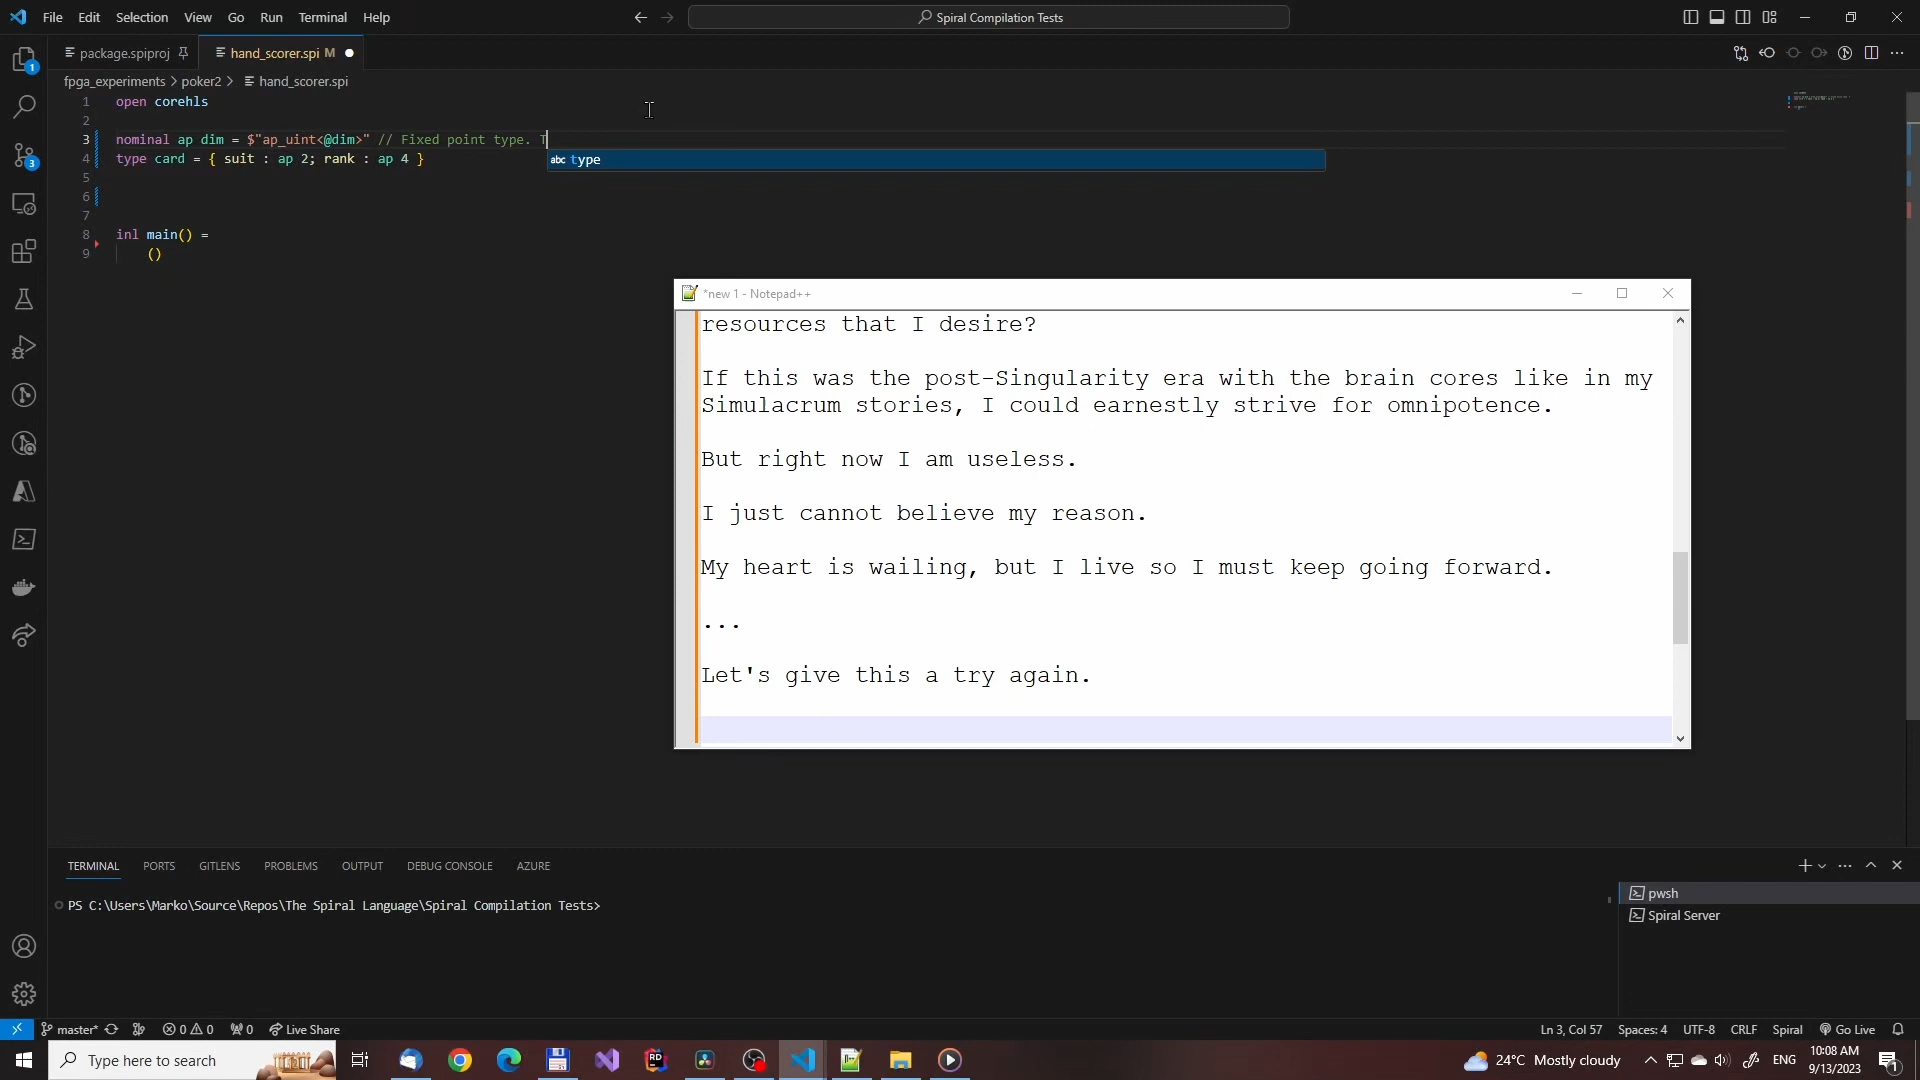 File Edit Selection View Go Run Terminal Help
Spiral Compilation Tests
package.spiproj
hand_scorer.spi M
fpga_experiments > poker2 > hand_scorer.spi
1 open corehls
2
3 nominal ap dim = $"ap_uint<@dim>" // Fixed point type. T
abc type
4 type card = { suit : ap 2; rank : ap 4 }
5
6
7
8 inl main() =
9 ()
*new 1 - Notepad++
resources that I desire?
If this was the post-Singularity era with the brain cores like in my
Simulacrum stories, I could earnestly strive for omnipotence.
But right now I am useless.
I just cannot believe my reason.
My heart is wailing, but I live so I must keep going forward.
...
Let's give this a try again.
TERMINAL PORTS GITLENS PROBLEMS OUTPUT DEBUG CONSOLE AZURE
PS C:\Users\Marko\Source\Repos\The Spiral Language\Spiral Compilation Tests>
pwsh
Spiral Server
1
3
master* 0 0 0 Live Share
Ln 3, Col 57 Spaces: 4 UTF-8 CRLF Spiral Go Live
Type here to search
RD
24°C Mostly cloudy
ENG
10:08 AM
9/13/2023
1